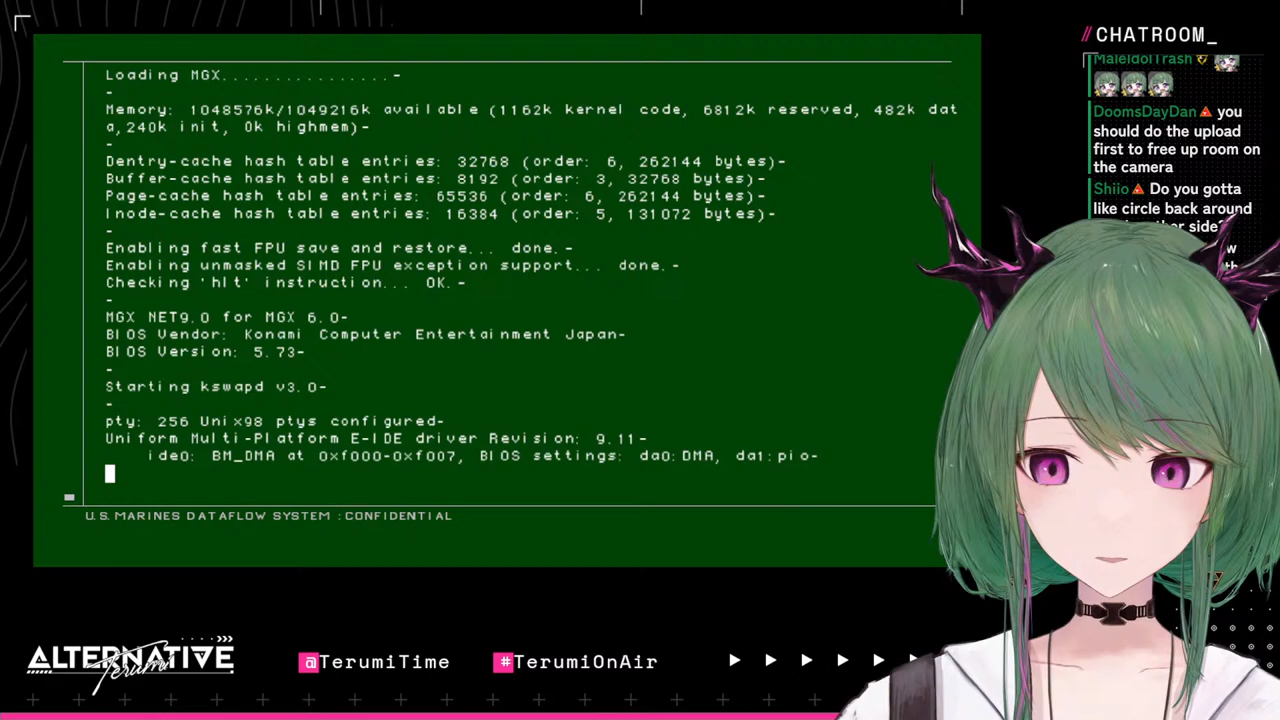 Loading MGX................-
-
Memory: 1048576k/1049216k available (1162k kernel code, 6812k reserved, 482k dat
a,240k init, 0k highmem)-
-
Dentry-cache hash table entries: 32768 (order: 6, 262144 bytes)-
Buffer-cache hash table entries: 8192 (order: 3, 32768 bytes)-
Page-cache hash table entries: 65536 (order: 6, 262144 bytes)-
Inode-cache hash table entries: 16384 (order: 5, 131072 bytes)-
-
Enabling fast FPU save and restore... done.-
Enabling unmasked SIMD FPU exception support... done.-
Checking 'hlt' instruction... OK.-
-
MGX NET9.0 for MGX 6.0-
BIOS Vendor: Konami Computer Entertainment Japan-
BIOS Version: 5.73-
-
Starting kswapd v3.0-
-
pty: 256 Unix98 ptys configured-
Uniform Multi-Platform E-IDE driver Revision: 9.11-
ide0: BM_DMA at 0xf000-0xf007, BIOS settings: da0:DMA, da1:pio-
U.S. MARINES DATAFLOW SYSTEM : CONFIDENTIAL
//CHATROOM_
MaleIdolTrash
DoomsDayDan you
should do the upload
first to free up room on
the camera
Shiio Do you gotta
like circle back around
side?
ALTERNATIVE
Terumi
@TerumiTime
#TerumiOnAir